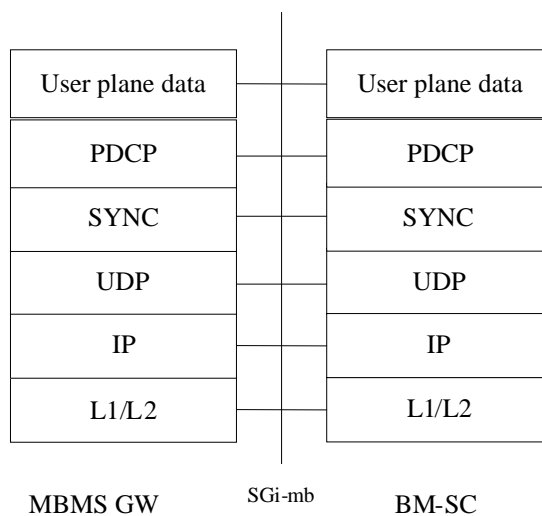 User plane data
User plane data
PDCP
PDCP
SYNC
SYNC
UDP
UDP
IP
IP
L1/L2
L1/L2
MBMS GW
SGi-mb
BM-SC